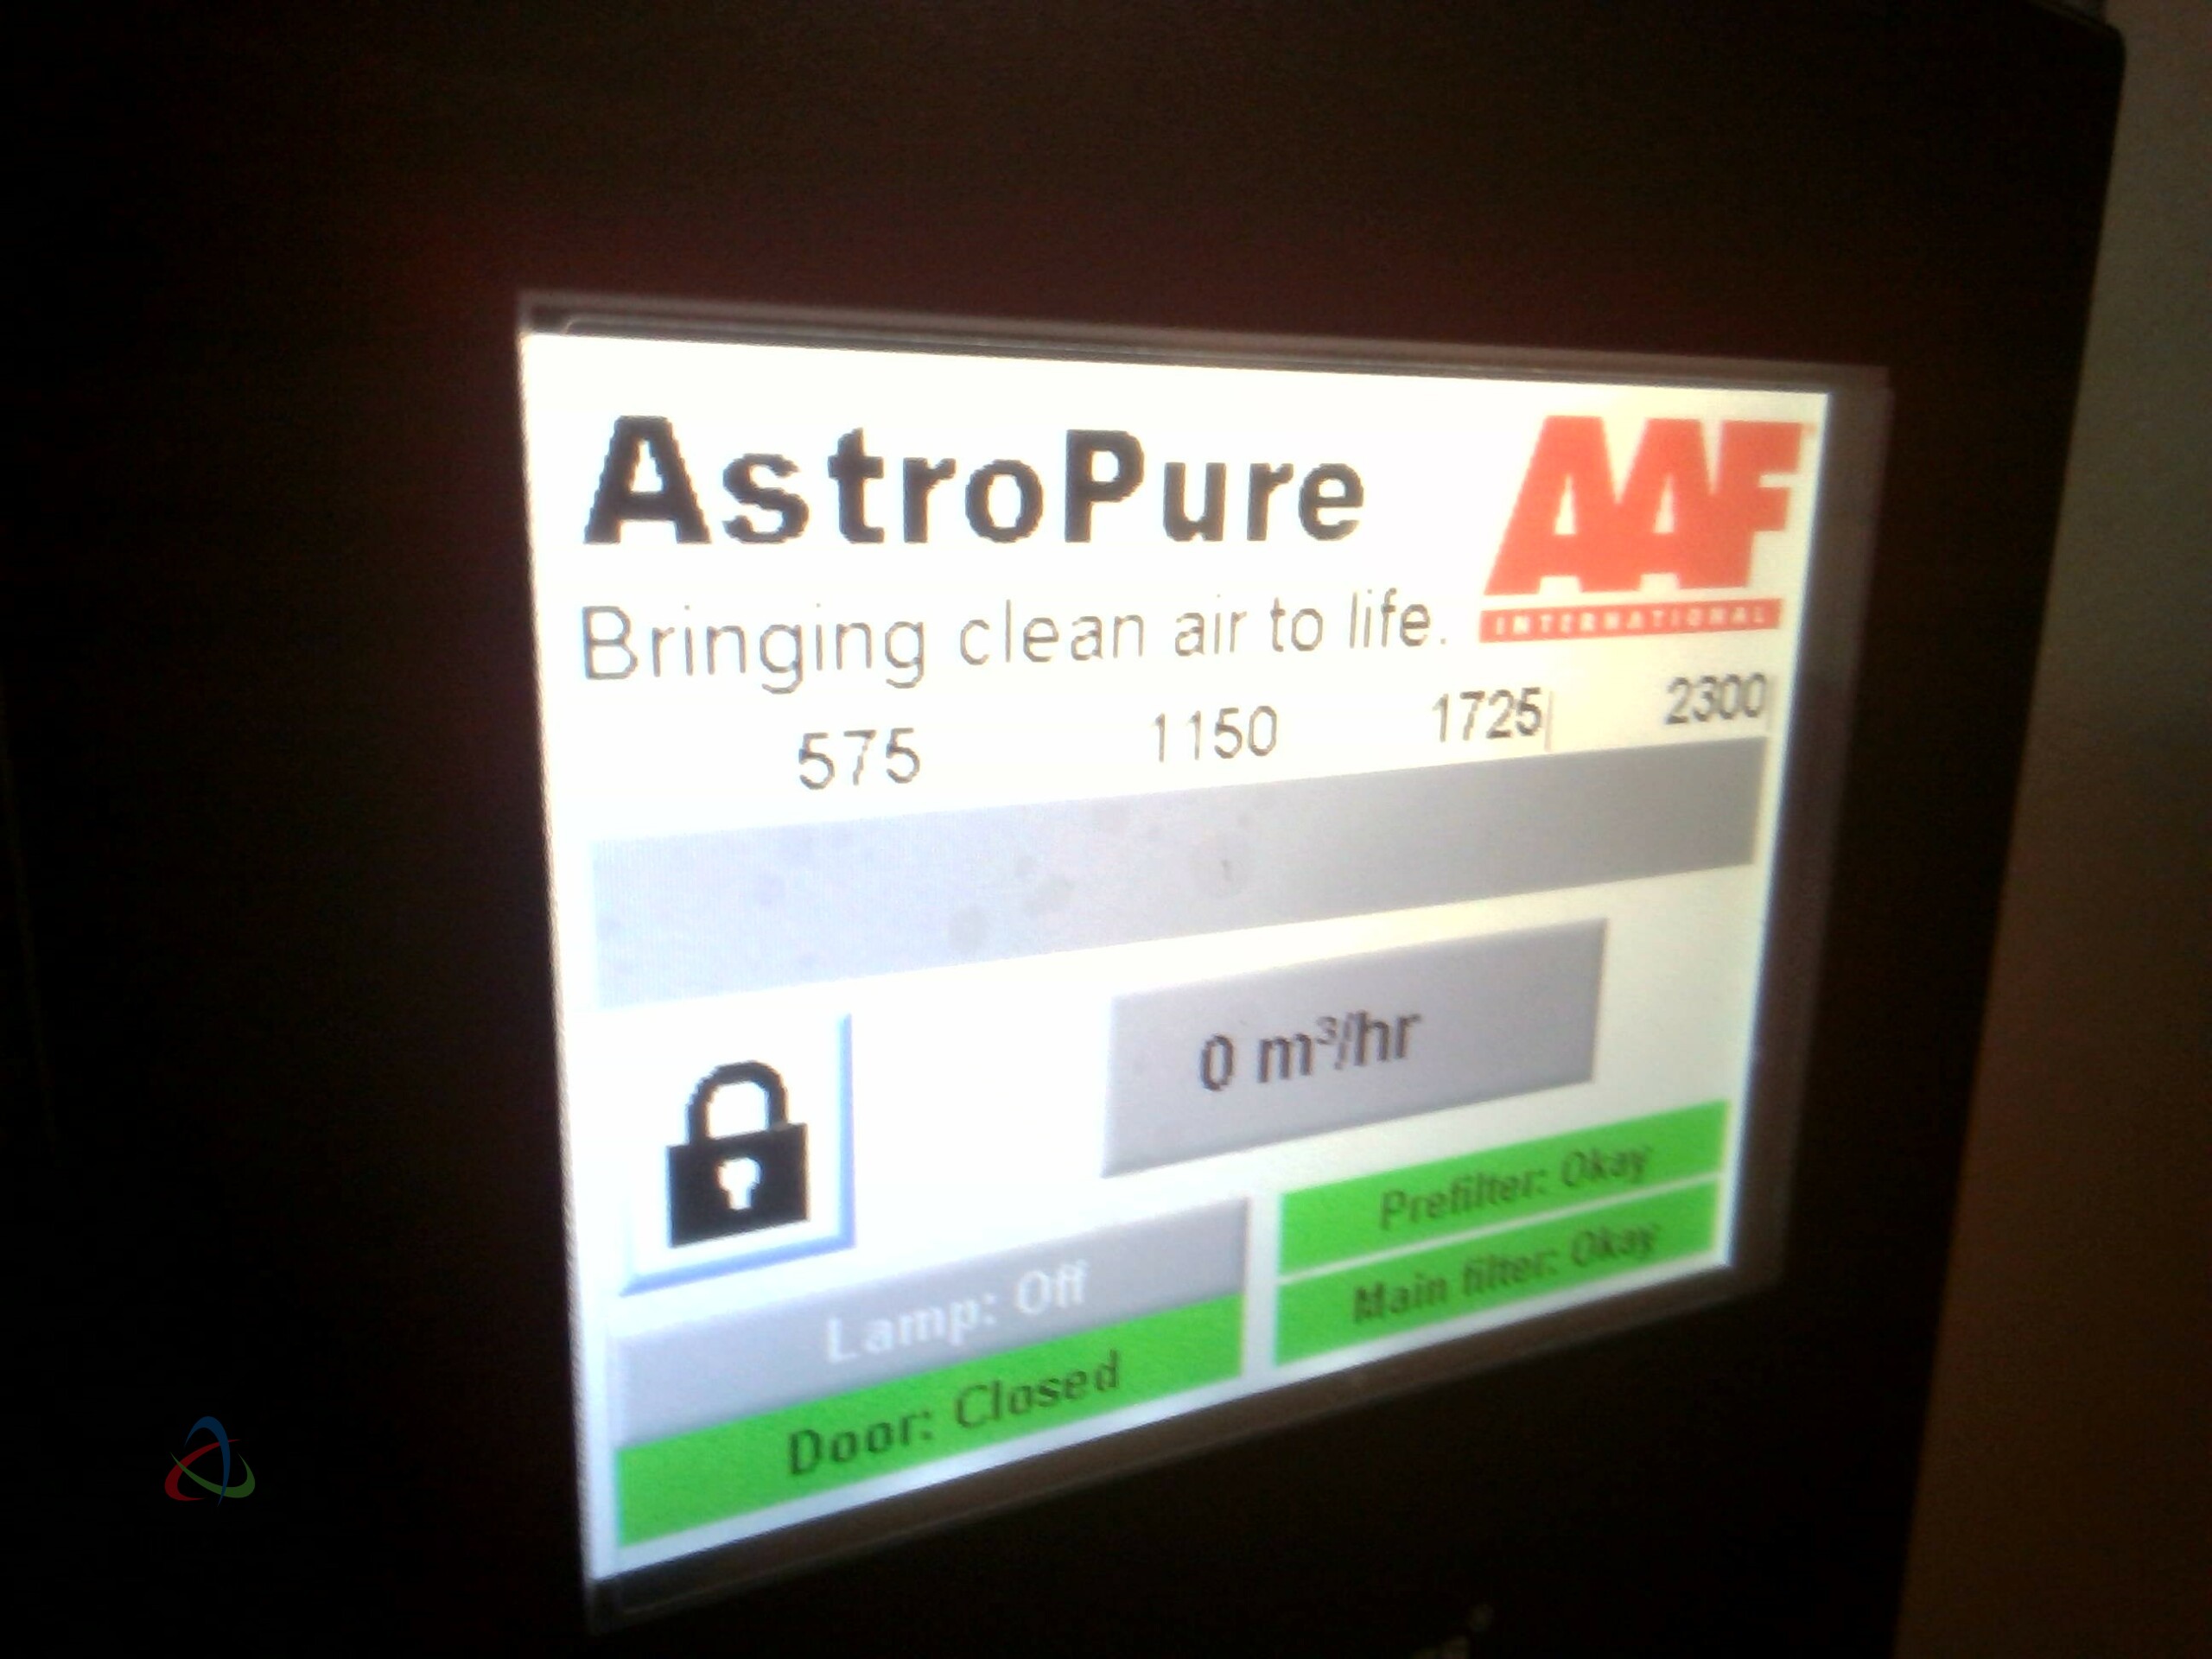 AstroPure
AAF
INTERNATIONAL
Bringing clean air to life.
575 1150 1725 2300
0 m³/hr
Prefilter: Okay
Main filter: Okay
Lamp: Off
Door: Closed